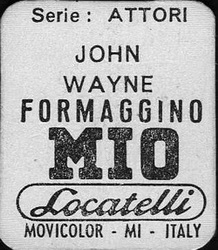 Serie: ATTORI
JOHN
WAYNE
FORMAGGINO
MIO
Locatelli
MOVICOLOR - MI - ITALY